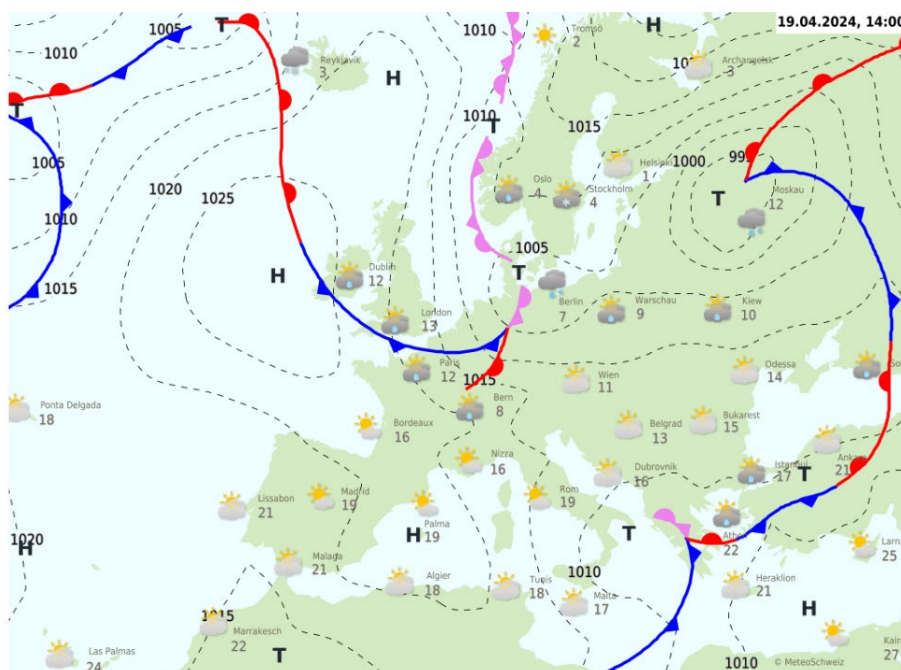 19.04.2024, 14:00
1005
T
1010
Tromsö
2
H
1010
Reykjavik
3
H
Archangelsk
3
T
1010
T
1015
1005
1000
99
Helsinki
1
1020
1025
Oslo
-4
Stockholm
4
T
Moskau
12
1010
1005
T
H
Dublin
12
1015
Berlin
7
Warschau
9
Kiew
10
London
13
Paris
12
1015
Wien
11
Odessa
14
So
Bern
8
Ponta Delgada
18
Bordeaux
16
Belgrad
13
Bukarest
15
Nizza
16
Ankara
21
Dubrovnik
16
Istanbul
17
T
Lissabon
21
Madrid
19
Rom
19
Palma
19
H
T
Athen
22
1020
H
Larna
25
Malaga
21
Algier
18
1010
Tunis
18
Malta
17
Heraklion
21
H
1015
Marrakesch
22
Kair
27
Las Palmas
24
T
1010
© MeteoSchweiz